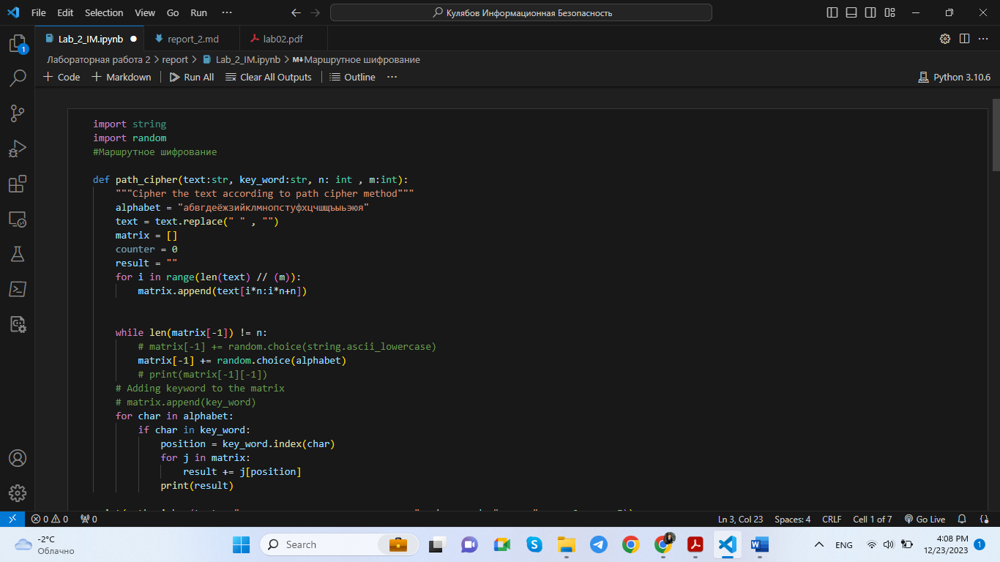 File Edit Selection View Go Run ···
Кулябов Информационная Безопасность
Lab_2_IM.ipynb
report_2.md
lab02.pdf
Лабораторная работа 2 > report > Lab_2_IM.ipynb > M↓Маршрутное шифрование
+ Code + Markdown Run All Clear All Outputs Outline ··· Python 3.10.6
import string
import random
#Маршрутное шифрование
def path_cipher(text:str, key_word:str, n: int , m:int):
"""Cipher the text according to path cipher method"""
alphabet = "абвгдеёжзийклмнопстуфхцчшщъыьэюя"
text = text.replace(" " , "")
matrix = []
counter = 0
result = ""
for i in range(len(text) // (m)):
matrix.append(text[i*n:i*n+n])
while len(matrix[-1]) != n:
# matrix[-1] += random.choice(string.ascii_lowercase)
matrix[-1] += random.choice(alphabet)
# print(matrix[-1][-1])
# Adding keyword to the matrix
# matrix.append(key_word)
for char in alphabet:
if char in key_word:
position = key_word.index(char)
for j in matrix:
result += j[position]
print(result)
1
0 0 0
Ln 3, Col 23 Spaces: 4 CRLF Cell 1 of 7 Go Live
-2°C
Облачно
Search
ENG
4:08 PM
12/23/2023
1